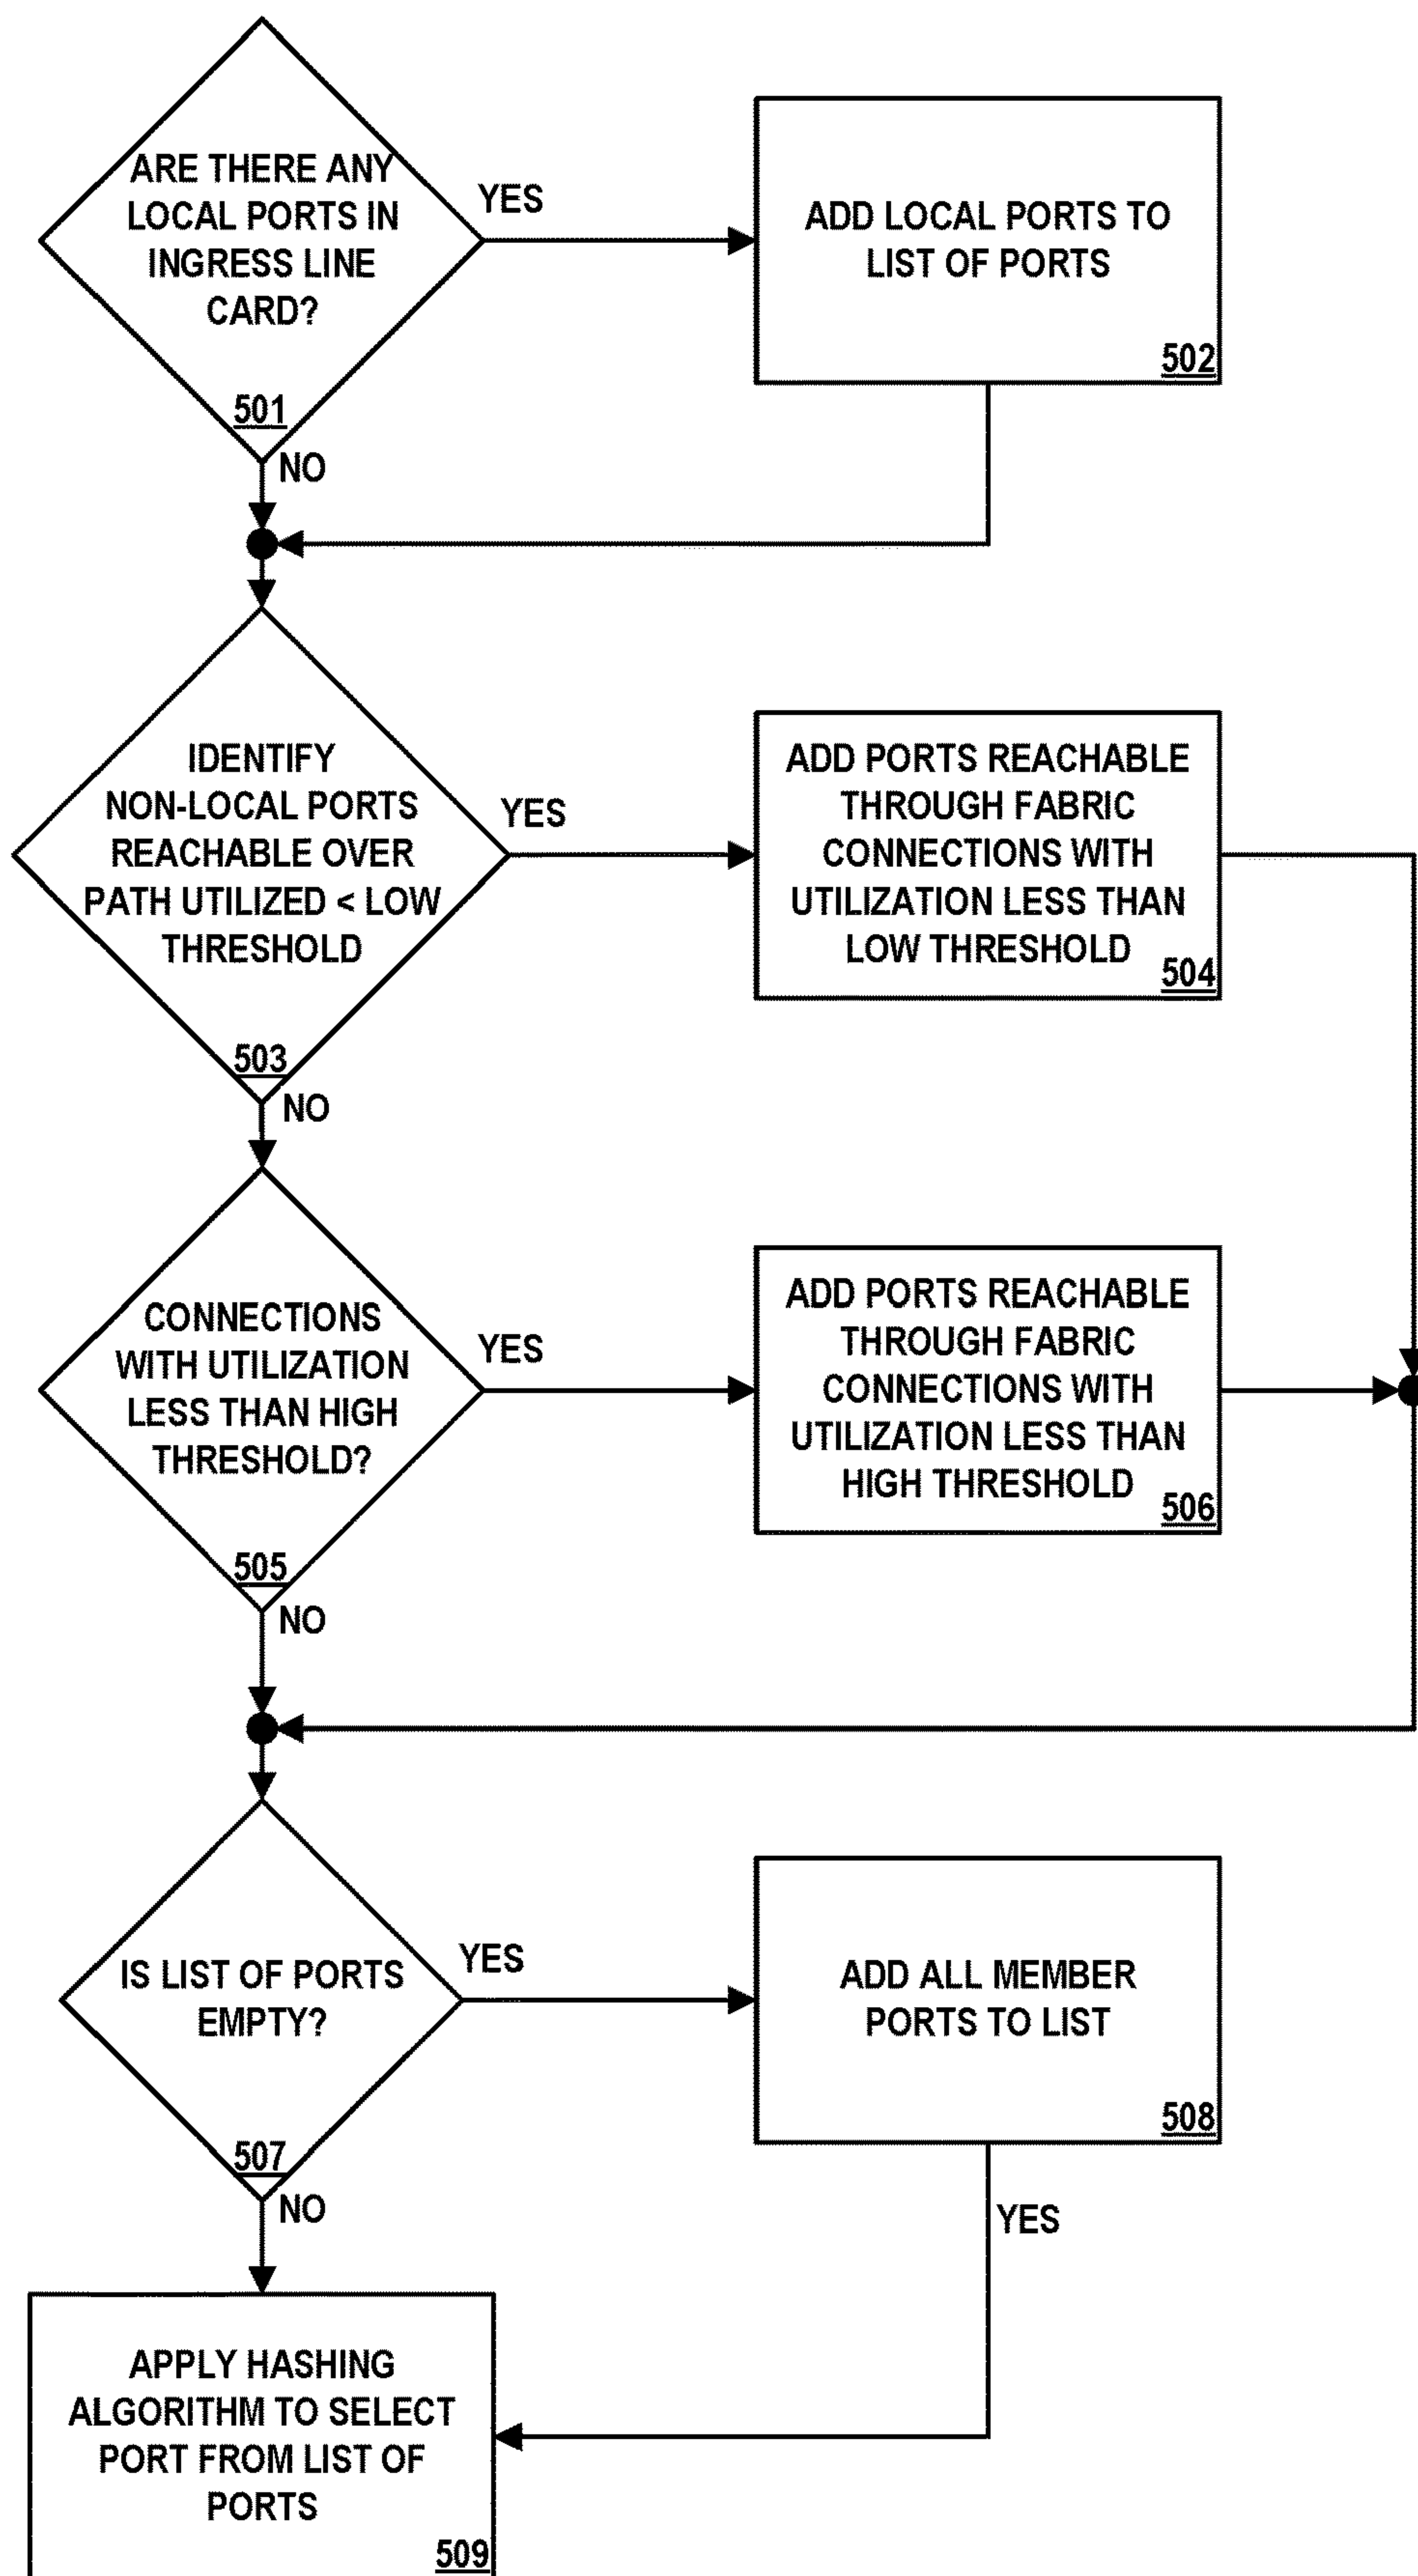 ARE THERE ANY
LOCAL PORTS IN
INGRESS LINE
CARD?
501
YES
ADD LOCAL PORTS TO
LIST OF PORTS
502
NO
IDENTIFY
NON-LOCAL PORTS
REACHABLE OVER
PATH UTILIZED < LOW
THRESHOLD
503
YES
ADD PORTS REACHABLE
THROUGH FABRIC
CONNECTIONS WITH
UTILIZATION LESS THAN
LOW THRESHOLD
504
NO
CONNECTIONS
WITH UTILIZATION
LESS THAN HIGH
THRESHOLD?
505
YES
ADD PORTS REACHABLE
THROUGH FABRIC
CONNECTIONS WITH
UTILIZATION LESS THAN
HIGH THRESHOLD
506
NO
IS LIST OF PORTS
EMPTY?
507
YES
ADD ALL MEMBER
PORTS TO LIST
508
NO
YES
APPLY HASHING
ALGORITHM TO SELECT
PORT FROM LIST OF
PORTS
509